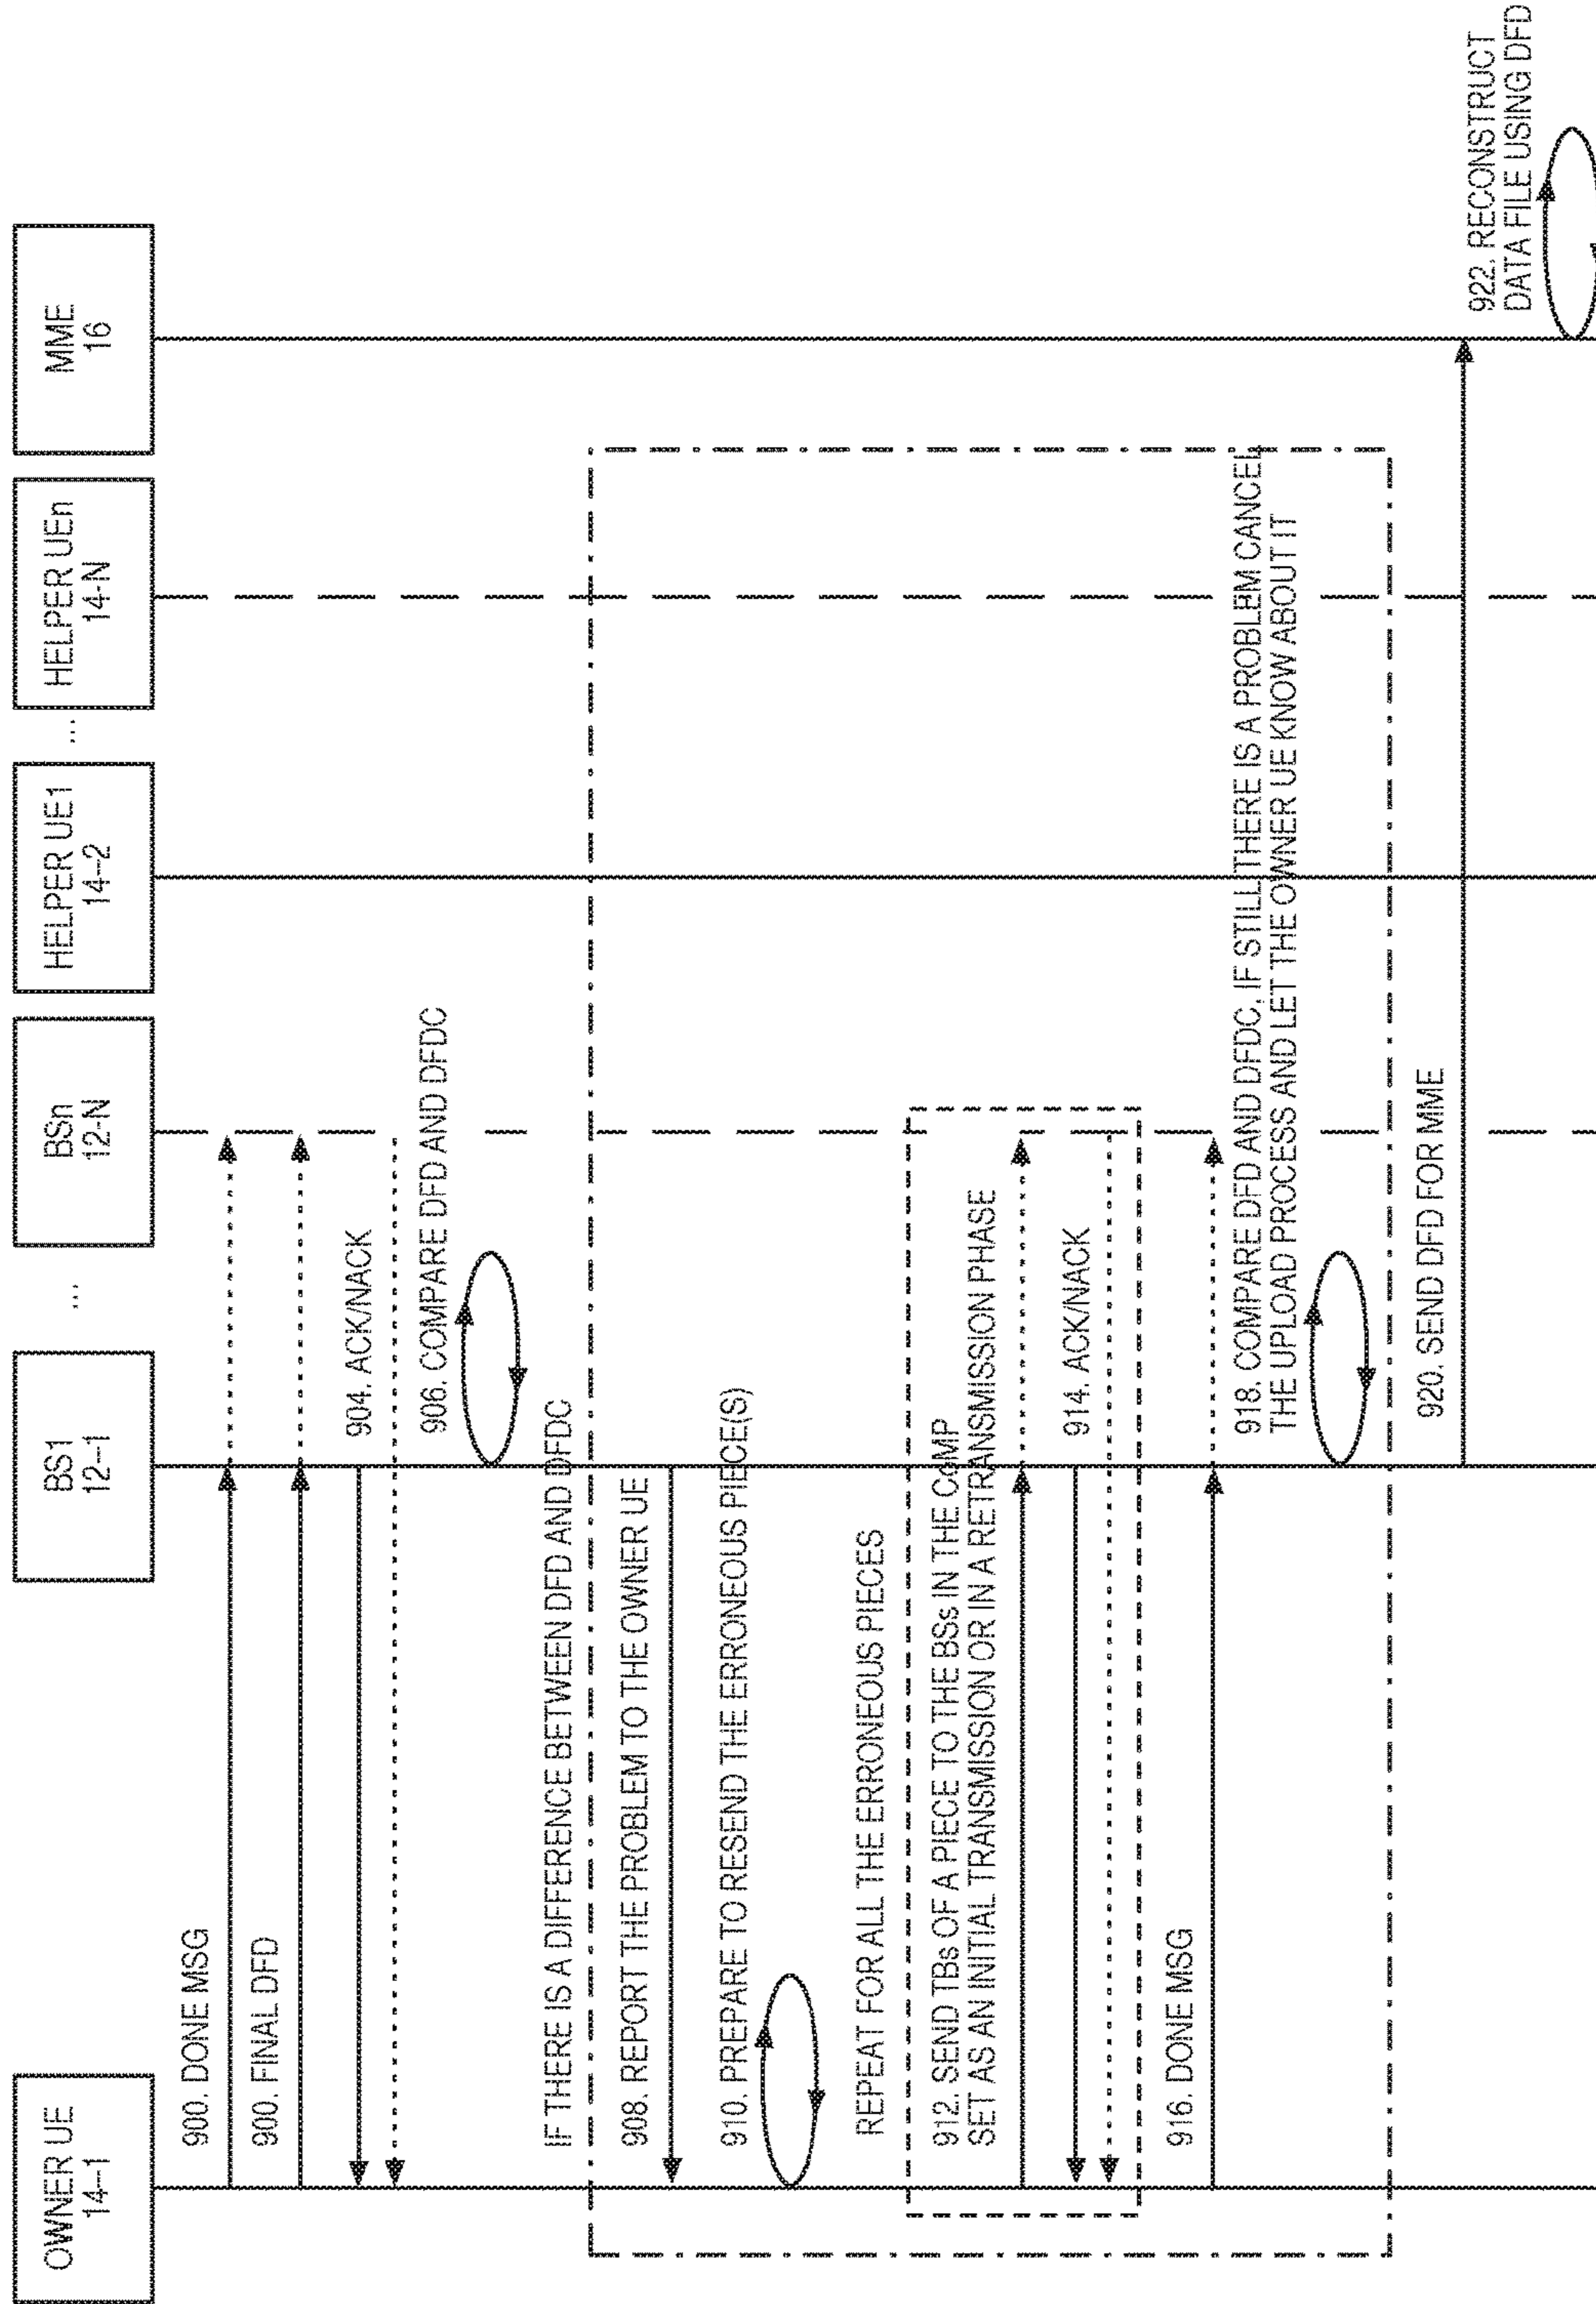 OWNER UE
14-1
BS1
12-1
...
BSn
12-N
HELPER UE1
14-2
...
HELPER UEn
14-N
MME
16
900. DONE MSG
900. FINAL DFD
904. ACK/NACK
906. COMPARE DFD AND DFDC
IF THERE IS A DIFFERENCE BETWEEN DFD AND DFDC
908. REPORT THE PROBLEM TO THE OWNER UE
910. PREPARE TO RESEND THE ERRONEOUS PIECE(S)
REPEAT FOR ALL THE ERRONEOUS PIECES
912. SEND TBs OF A PIECE TO THE BSs IN THE CoMP
SET AS AN INITIAL TRANSMISSION OR IN A RETRANSMISSION PHASE
914. ACK/NACK
916. DONE MSG
918. COMPARE DFD AND DFDC, IF STILL THERE IS A PROBLEM CANCEL
THE UPLOAD PROCESS AND LET THE OWNER UE KNOW ABOUT IT
920. SEND DFD FOR MME
922. RECONSTRUCT
DATA FILE USING DFD